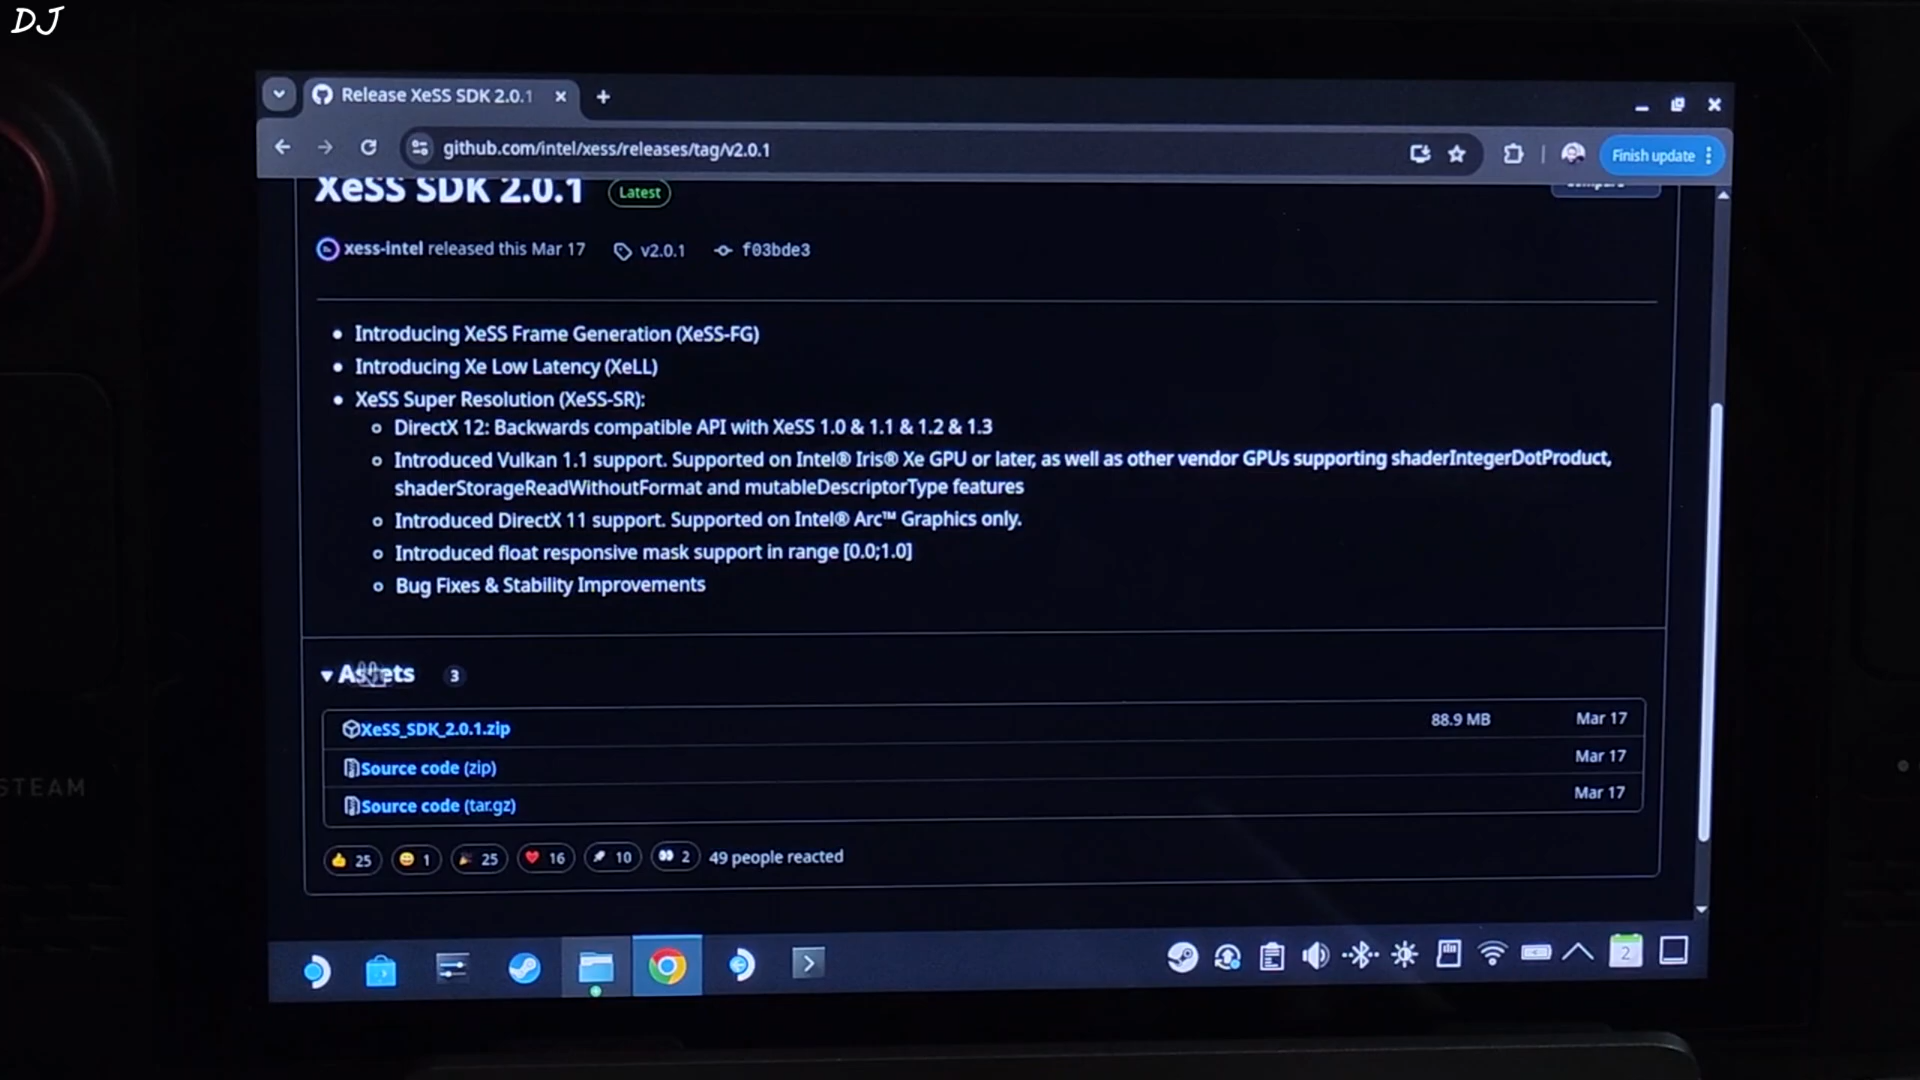 DJ
Release XeSS SDK 2.0.1
github.com/intel/xess/releases/tag/v2.0.1
Finish update
XeSS SDK 2.0.1 Latest
xess-intel released this Mar 17 v2.0.1 f03bde3
• Introducing XeSS Frame Generation (XeSS-FG)
• Introducing Xe Low Latency (XeLL)
• XeSS Super Resolution (XeSS-SR):
DirectX 12: Backwards compatible API with XeSS 1.0 & 1.1 & 1.2 & 1.3
Introduced Vulkan 1.1 support. Supported on Intel® Iris® Xe GPU or later, as well as other vendor GPUs supporting shaderIntegerDotProduct,
shaderStorageReadWithoutFormat and mutableDescriptorType features
Introduced DirectX 11 support. Supported on Intel® Arc™ Graphics only.
Introduced float responsive mask support in range [0.0;1.0]
Bug Fixes & Stability Improvements
Assets 3
XeSS_SDK_2.0.1.zip 88.9 MB Mar 17
Source code (zip) Mar 17
Source code (tar.gz) Mar 17
25 1 25 16 10 2 49 people reacted
STEAM
2